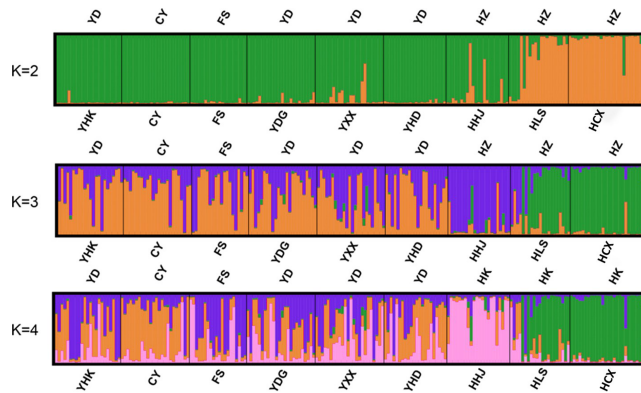 YD CY FS YD YD YD HZ HZ HZ
K=2
YHK CY FS YDG YXX YHD HHJ HLS HCX
YD CY FS YD YD YD HZ HZ HZ
K=3
YHK CY FS YDG YXX YHD HHJ HLS HCX
YD CY FS YD YD YD HK HK HK
K=4
YHK CY FS YDG YXX YHD HHJ HLS HCX